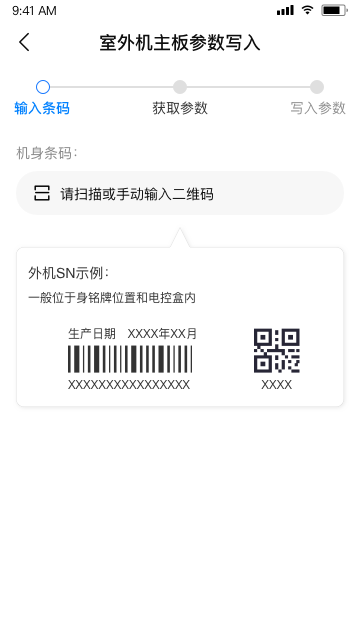 9:41 AM
室外机主板参数写入
输入条码
获取参数
写入参数
机身条码：
请扫描或手动输入二维码
外机SN示例：
一般位于身铭牌位置和电控盒内
生产日期 XXXX年XX月
XXXXXXXXXXXXXXXX
XXXX